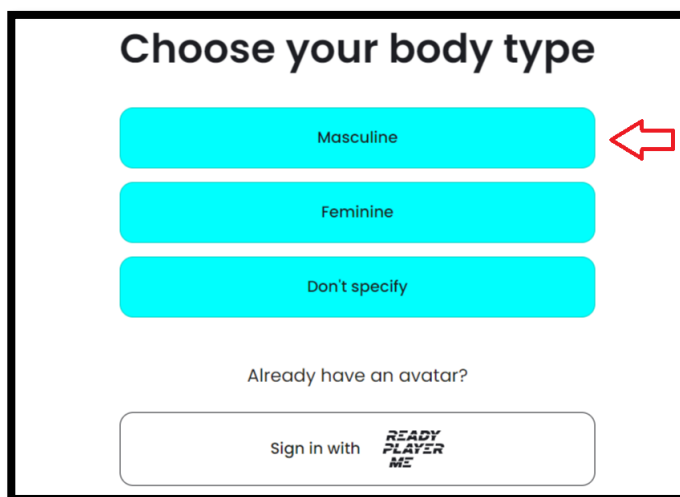 Choose your body type
Masculine
Feminine
Don't specify
Already have an avatar?
Sign in with
READY
PLAYER
ME